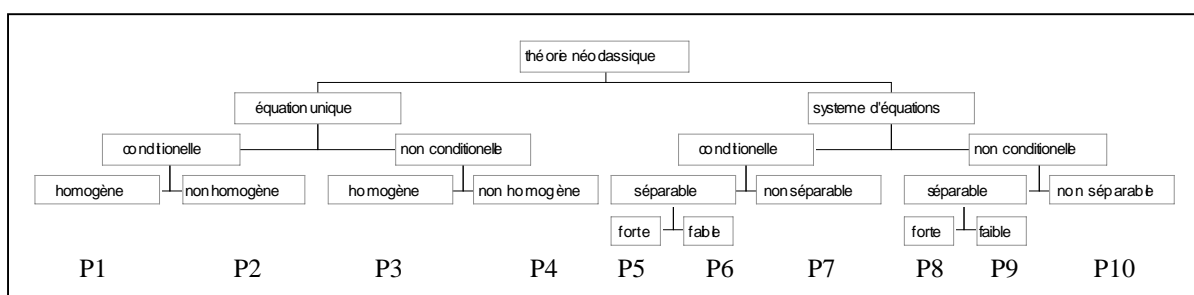 théorie néodassique
équation unique systeme d'équations
conditionelle non conditionelle conditionelle non conditionelle
homogène non homogène homogène non homogène séparable non séparable séparable non séparable
forte faible forte faible
P1 P2 P3 P4 P5 P6 P7 P8 P9 P10